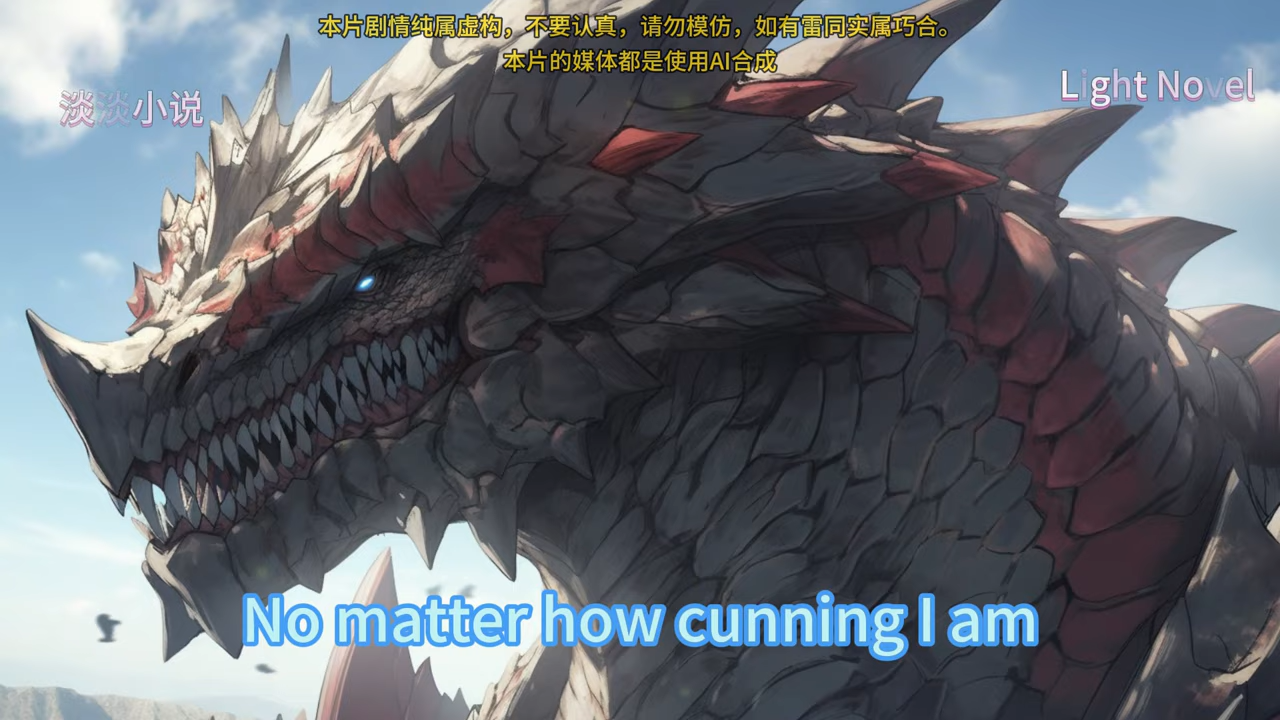 本片剧情纯属虚构，不要认真，请勿模仿，如有雷同实属巧合。
本片的媒体都是使用AI合成
淡淡小说
Light Novel
No matter how cunning I am